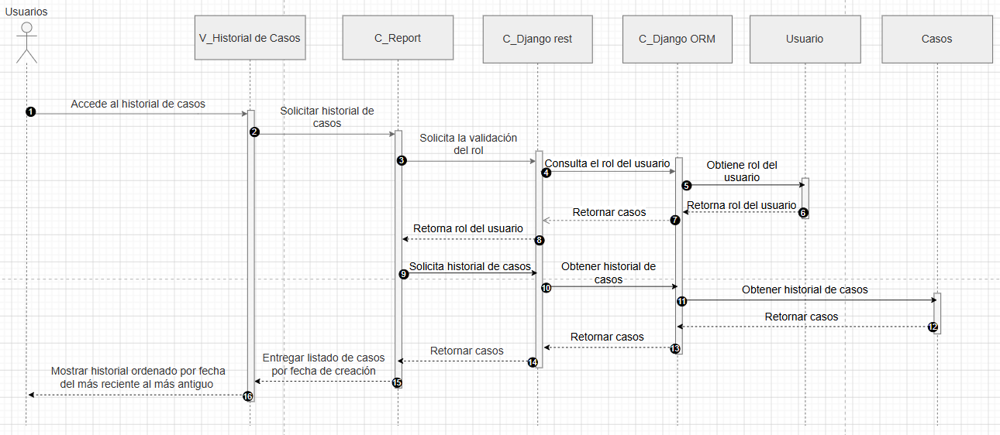 Usuarios
V_Historial de Casos
C_Report
C_Django rest
C_Django ORM
Usuario
Casos
1
Accede al historial de casos
2
Solicitar historial de
casos
3
Solicita la validación
del rol
4
Consulta el rol del usuario
5
Obtiene rol del
usuario
6
Retorna rol del usuario
7
Retornar casos
8
Retorna rol del usuario
9
Solicita historial de casos
10
Obtener historial de
casos
11
Obtener historial de casos
12
Retornar casos
13
Retornar casos
14
Retornar casos
15
Entregar listado de casos
por fecha de creación
16
Mostrar historial ordenado por fecha
del más reciente al más antiguo